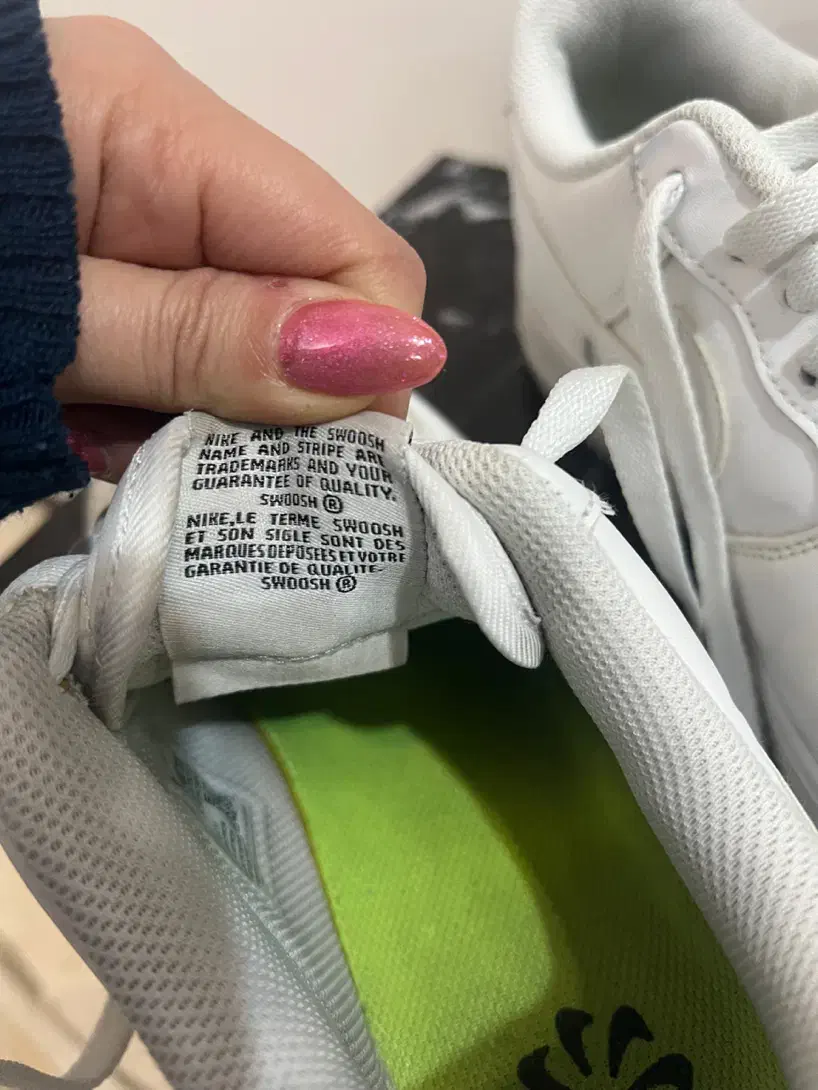 NIKE AND THE SWOOSH
NAME AND STRIPE ARE
TRADEMARKS AND YOUR
GUARANTEE OF QUALITY.
SWOOSH ®
NIKE,LE TERME SWOOSH
ET SON SIGLE SONT DES
MARQUES DEPOSEES ET VOTRE
GARANTIE DE QUALITE.
SWOOSH ®